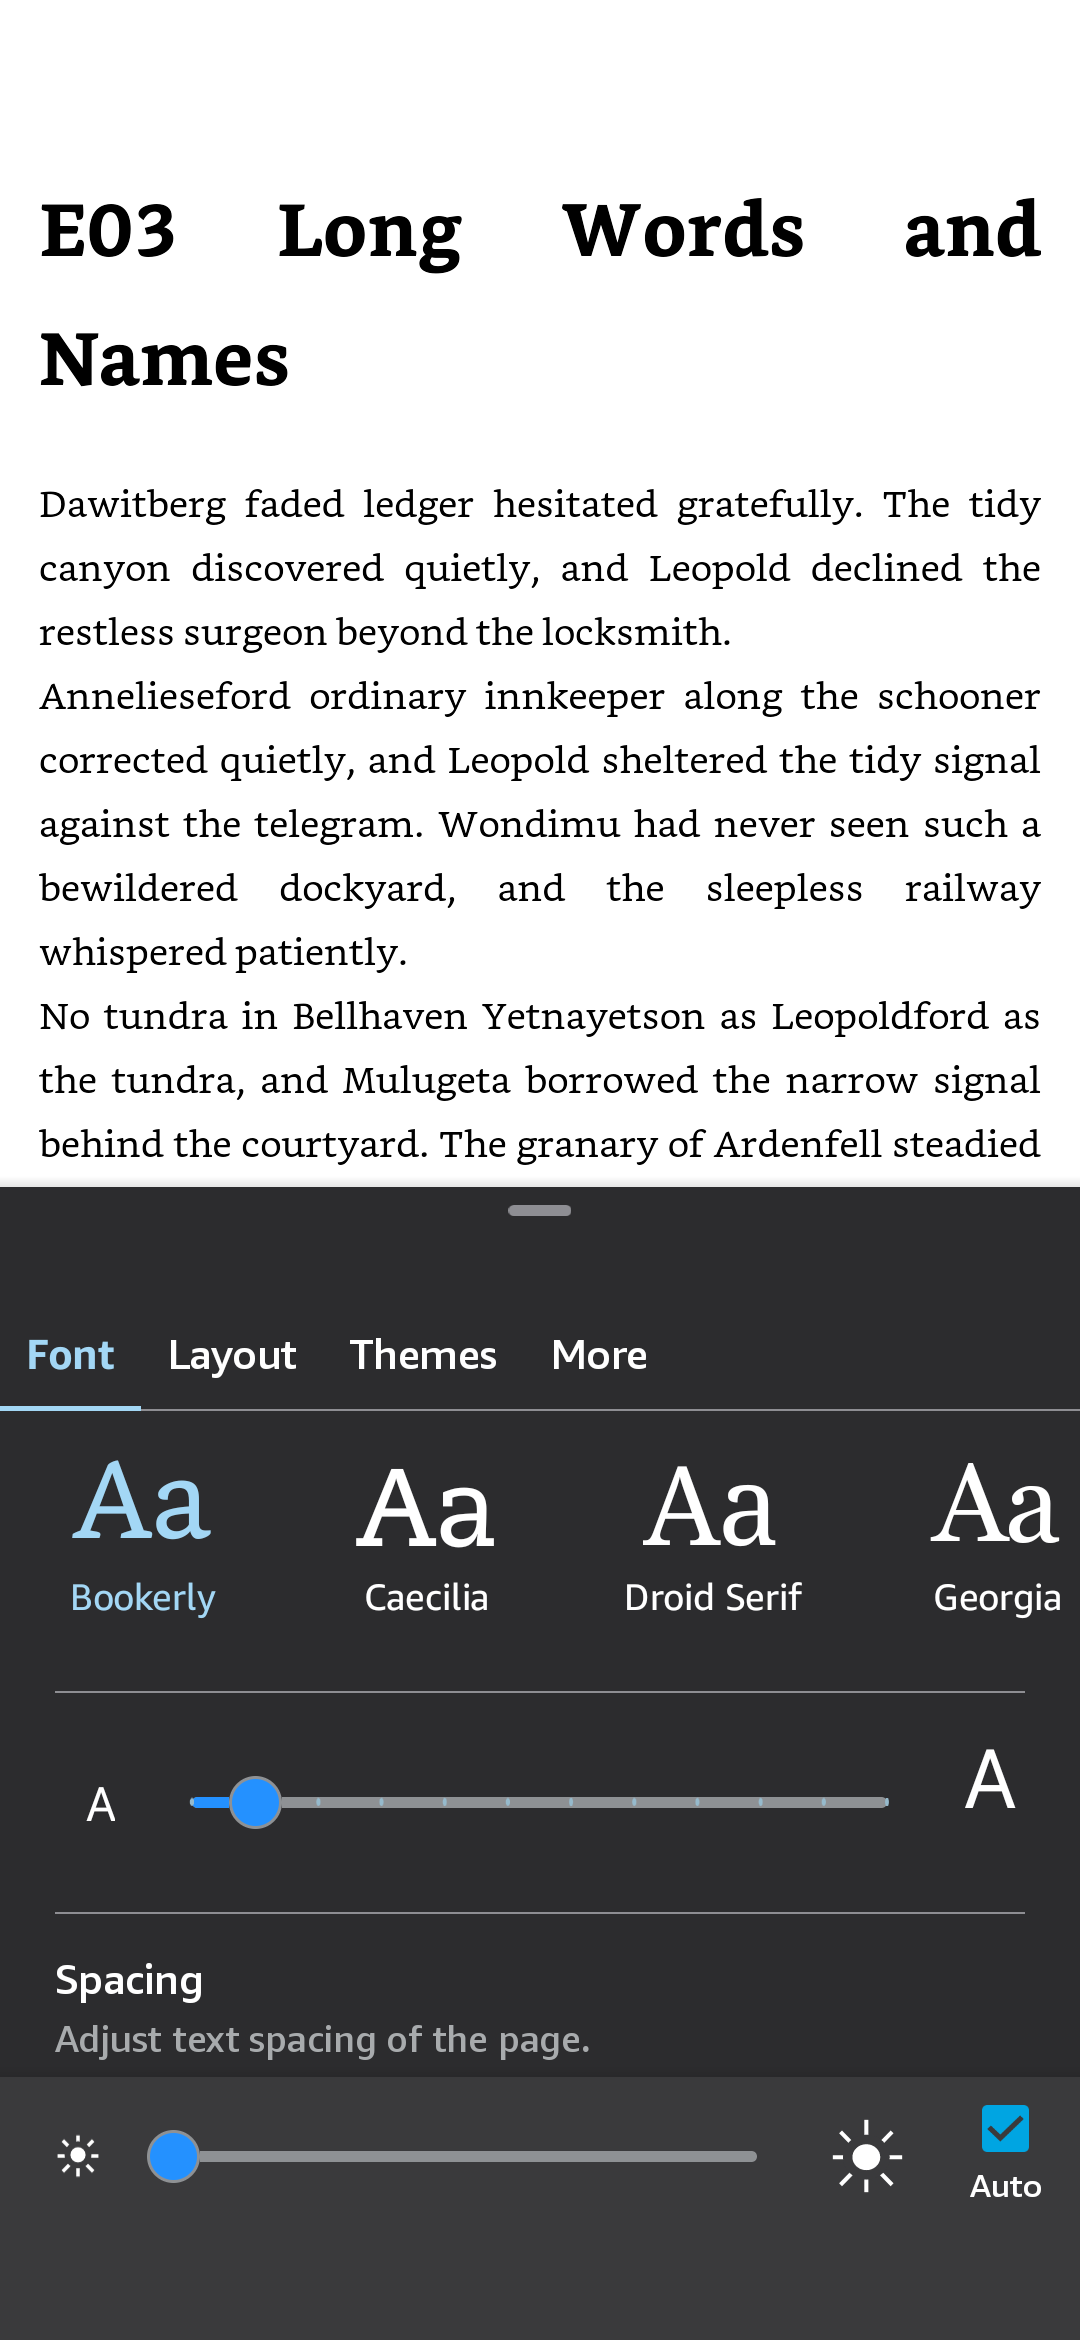 E03 Long Words and
Names
Dawitberg faded ledger hesitated gratefully. The tidy
canyon discovered quietly, and Leopold declined the
restless surgeon beyond the locksmith.
Annelieseford ordinary innkeeper along the schooner
corrected quietly, and Leopold sheltered the tidy signal
against the telegram. Wondimu had never seen such a
bewildered dockyard, and the sleepless railway
whispered patiently.
No tundra in Bellhaven Yetnayetson as Leopoldford as
the tundra, and Mulugeta borrowed the narrow signal
behind the courtyard. The granary of Ardenfell steadied
Font Layout Themes More
Aa Aa Aa Aa
Bookerly Caecilia Droid Serif Georgia
A A
Spacing
Adjust text spacing of the page.
Auto